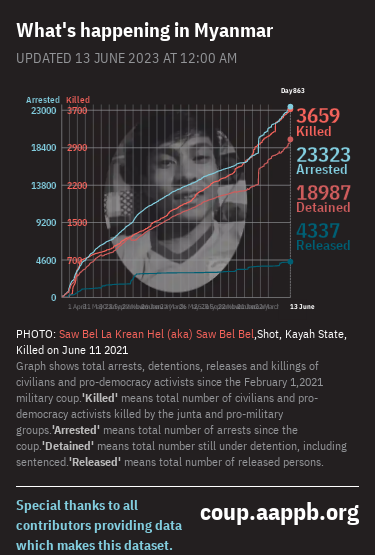 What's happening in Myanmar
UPDATED 13 JUNE 2023 AT 12:00 AM
Day863
Arrested Killed
23000 3700
18400 2900
13800 2200
9200 1500
4600 700
0
3659
Killed
23323
Arrested
18987
Detained
4337
Released
13 June
PHOTO: Saw Bel La Krean Hel (aka) Saw Bel Bel,Shot, Kayah State,
Killed on June 11 2021
Graph shows total arrests, detentions, releases and killings of
civilians and pro-democracy activists since the February 1,2021
military coup.'Killed' means total number of civilians and pro-
democracy activists killed by the junta and pro-military
groups.'Arrested' means total number of arrests since the
coup.'Detained' means total number still under detention, including
sentenced.'Released' means total number of released persons.
Special thanks to all
contributors providing data
which makes this dataset.
coup.aappb.org